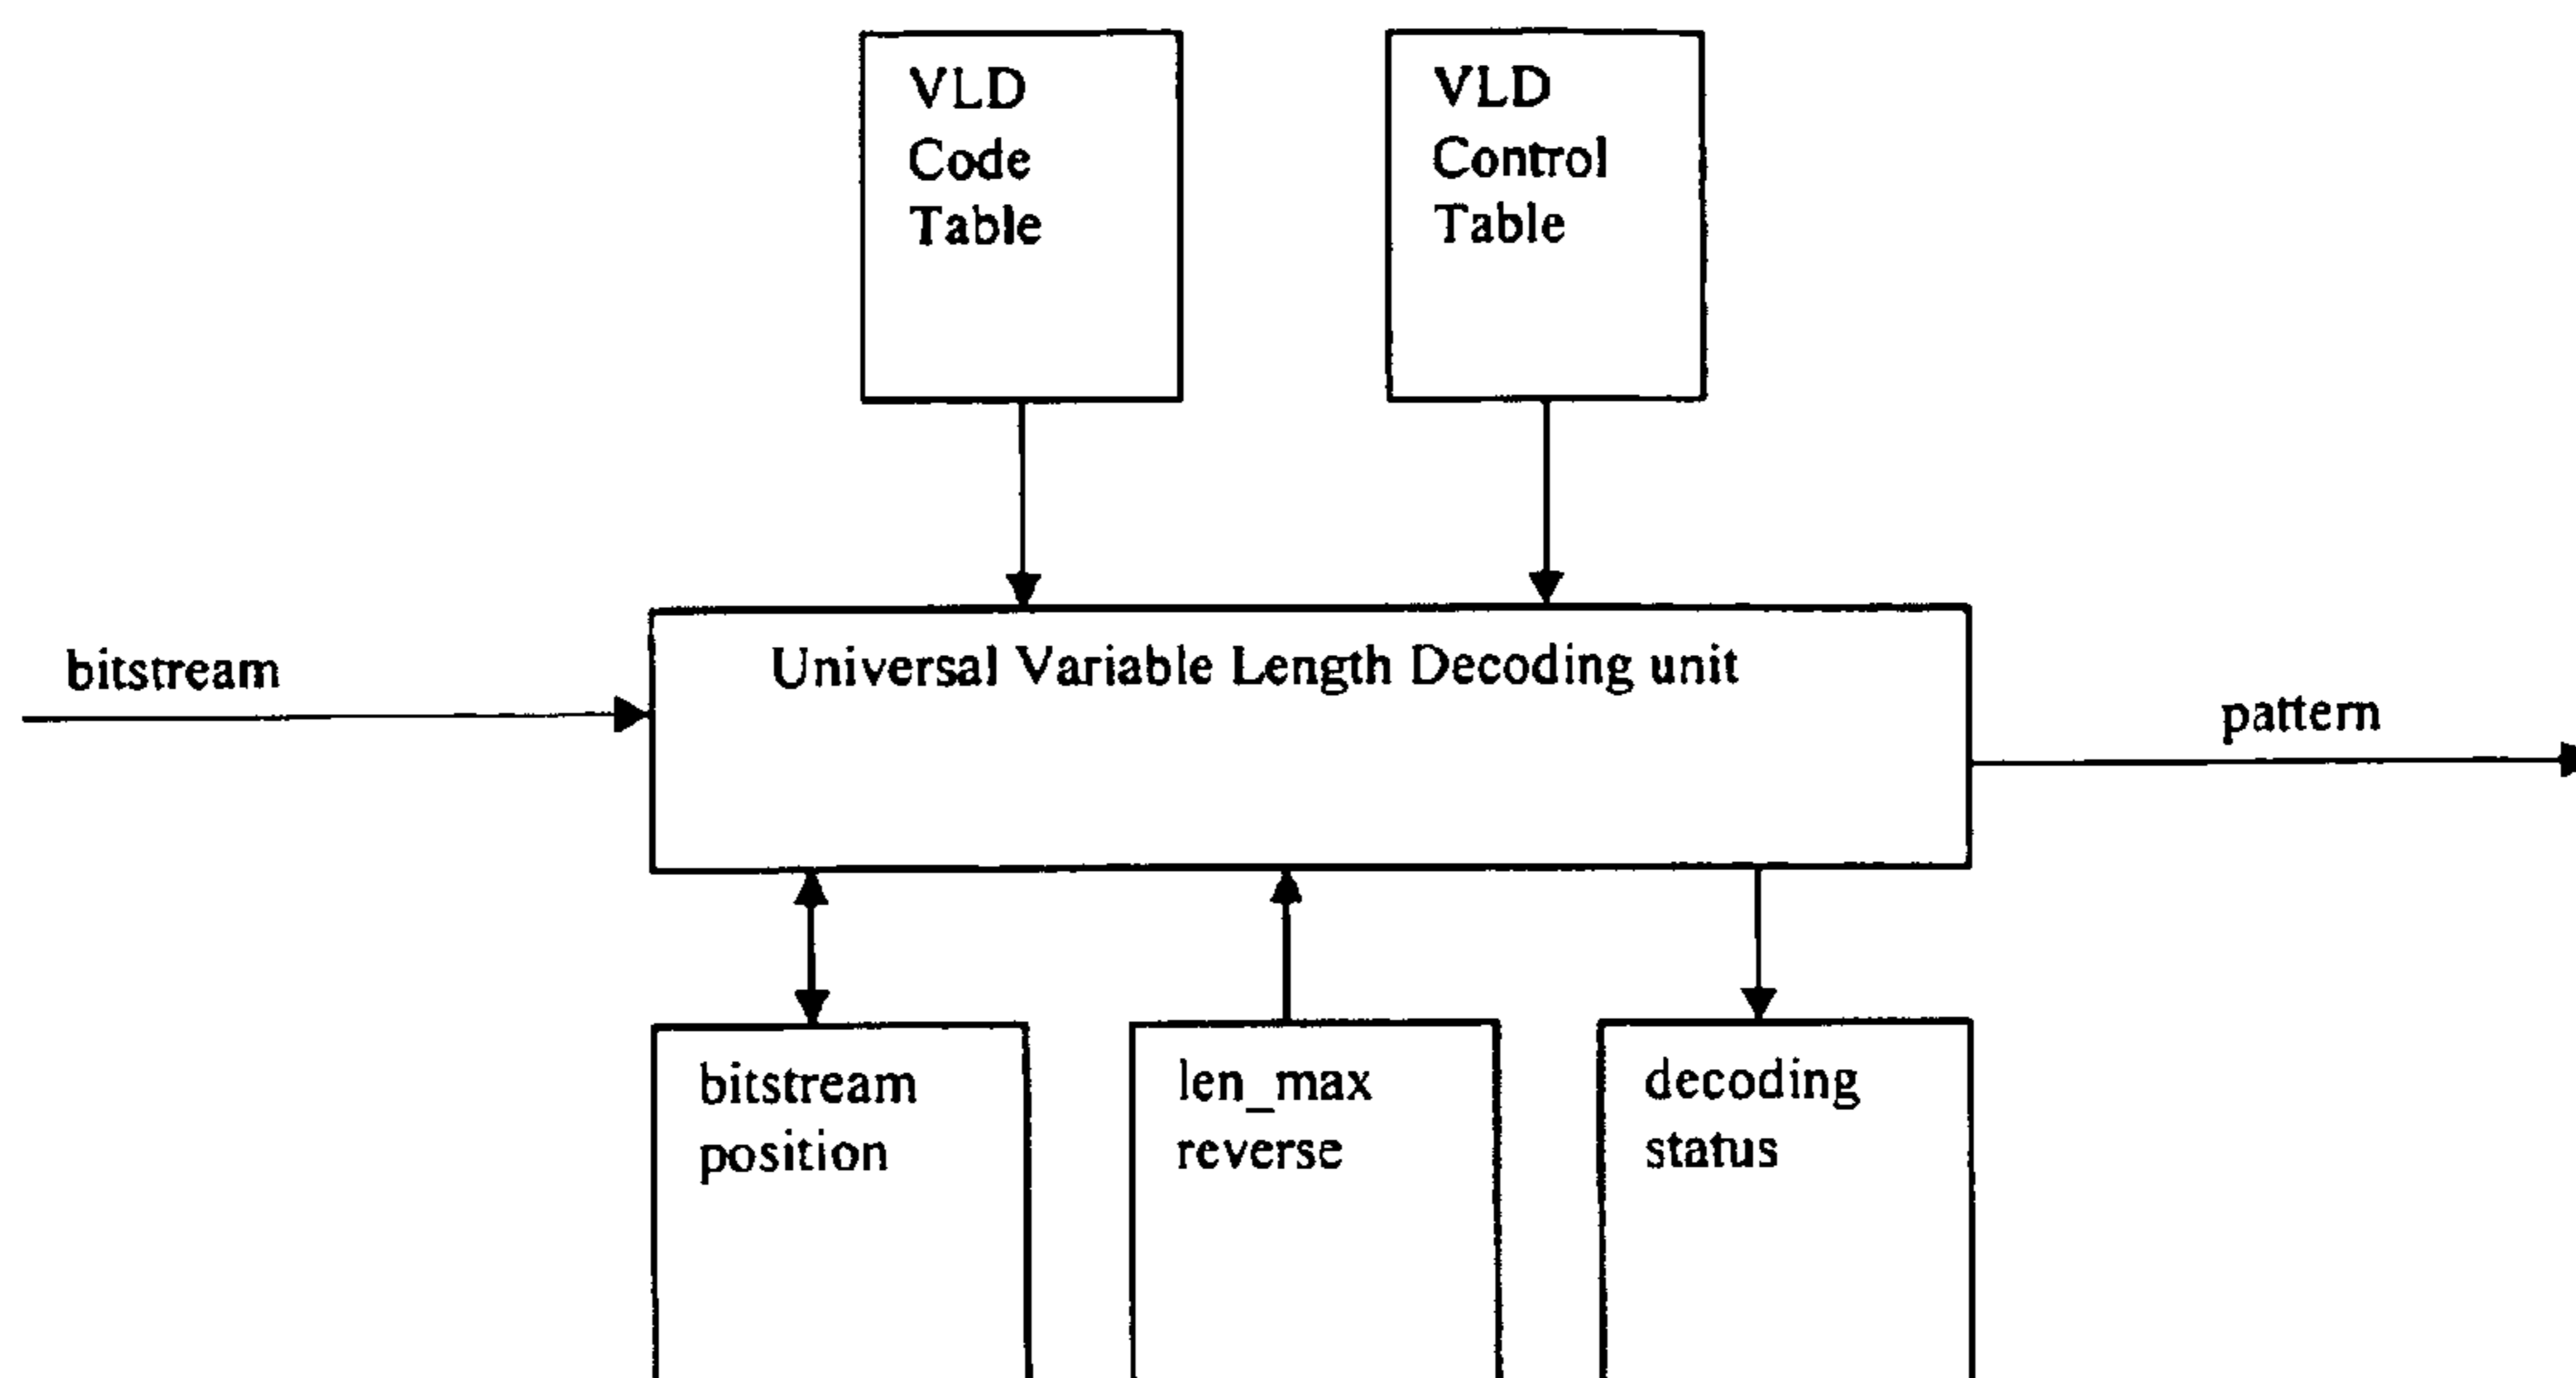 VLD
Code
Table
VLD
Control
Table
bitstream
Universal Variable Length Decoding unit
pattern
bitstream
position
len_max
reverse
decoding
status